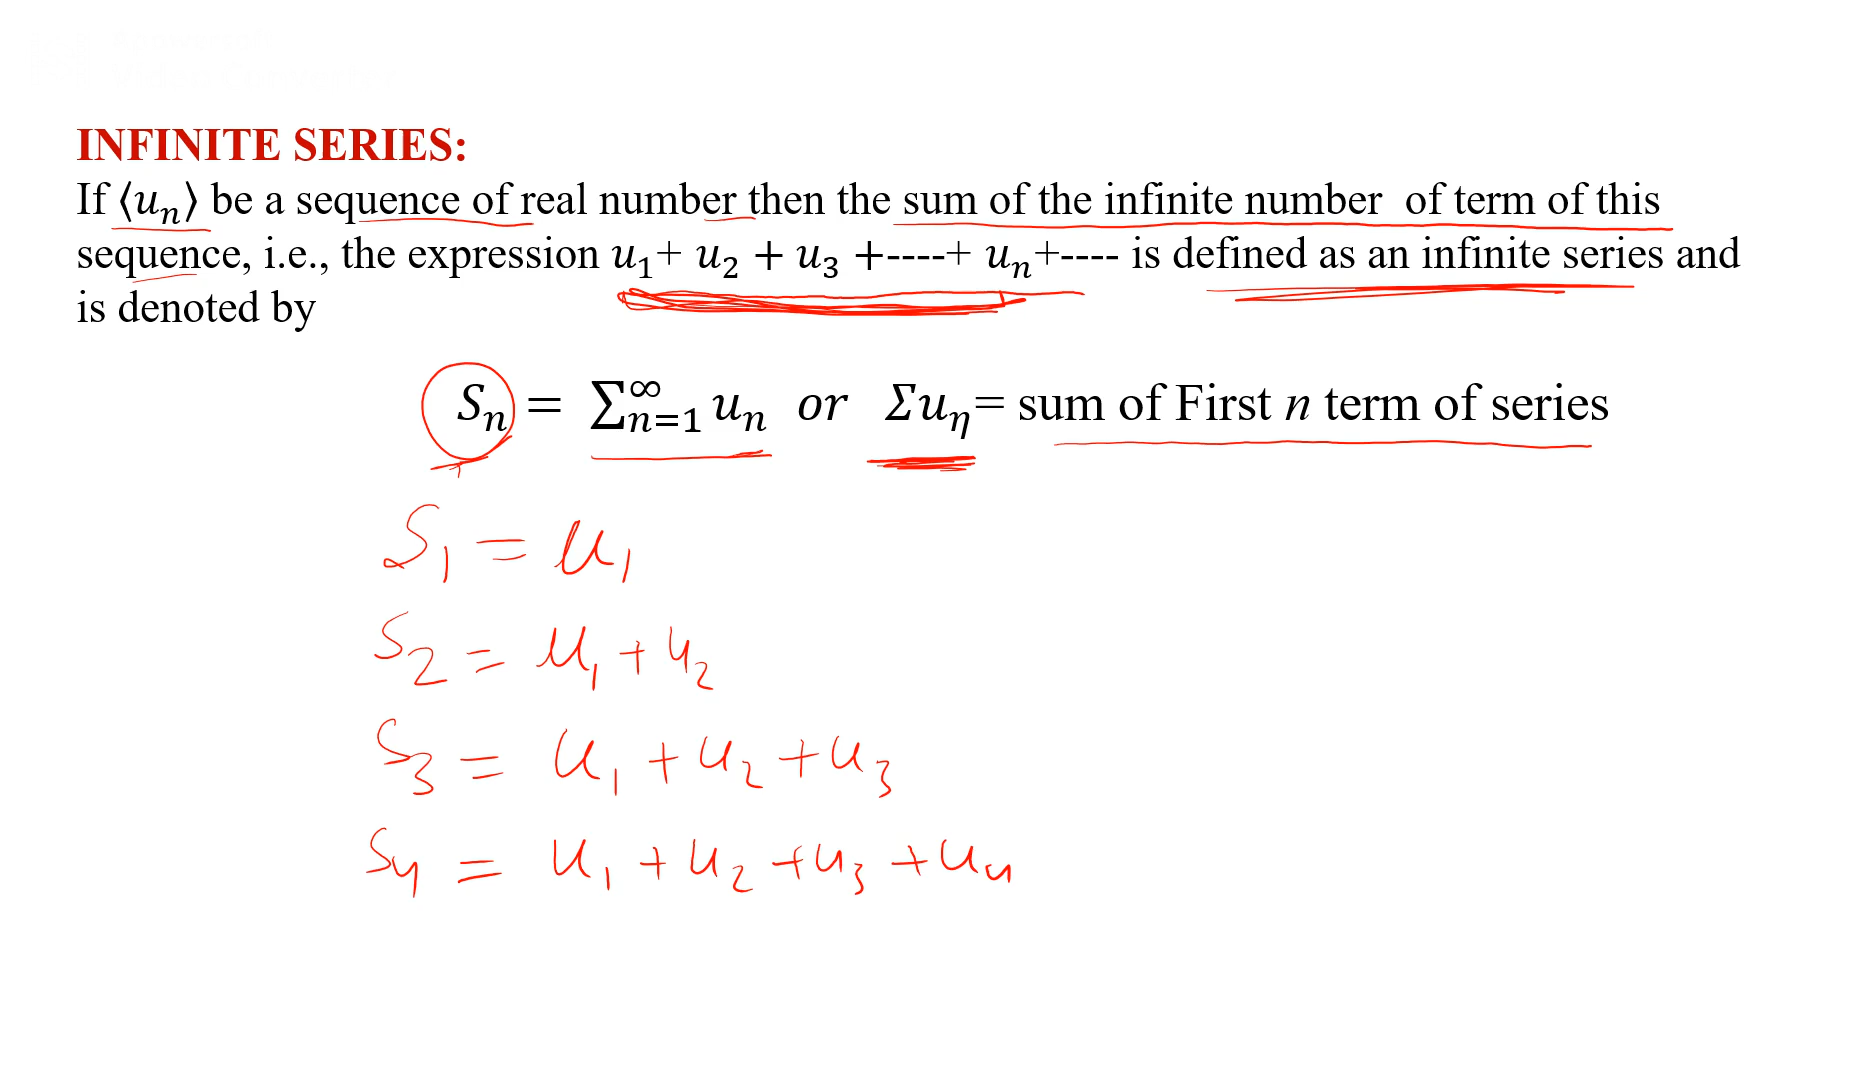 INFINITE SERIES:
If ⟨uₙ⟩ be a sequence of real number then the sum of the infinite number of term of this
sequence, i.e., the expression u₁+ u₂ + u₃ +----+ uₙ+---- is defined as an infinite series and
is denoted by
Sₙ = ∑ₙ₌₁^∞ uₙ or Σu_η= sum of First n term of series
S₁ = u₁
S₂ = u₁ + u₂
S₃ = u₁ + u₂ + u₃
S₄ = u₁ + u₂ + u₃ + u₄